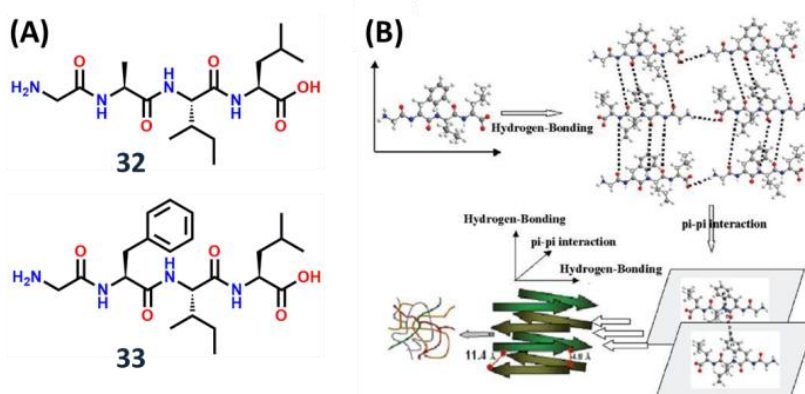 (A)
H₂N
O
H
N
O
H
N
O
N
H
O
OH
32
H₂N
O
H
N
O
H
N
O
N
H
O
OH
33
(B)
Hydrogen-Bonding
pi-pi interaction
Hydrogen-Bonding
pi-pi interaction
Hydrogen-Bonding
11.4 Å
4.8 Å